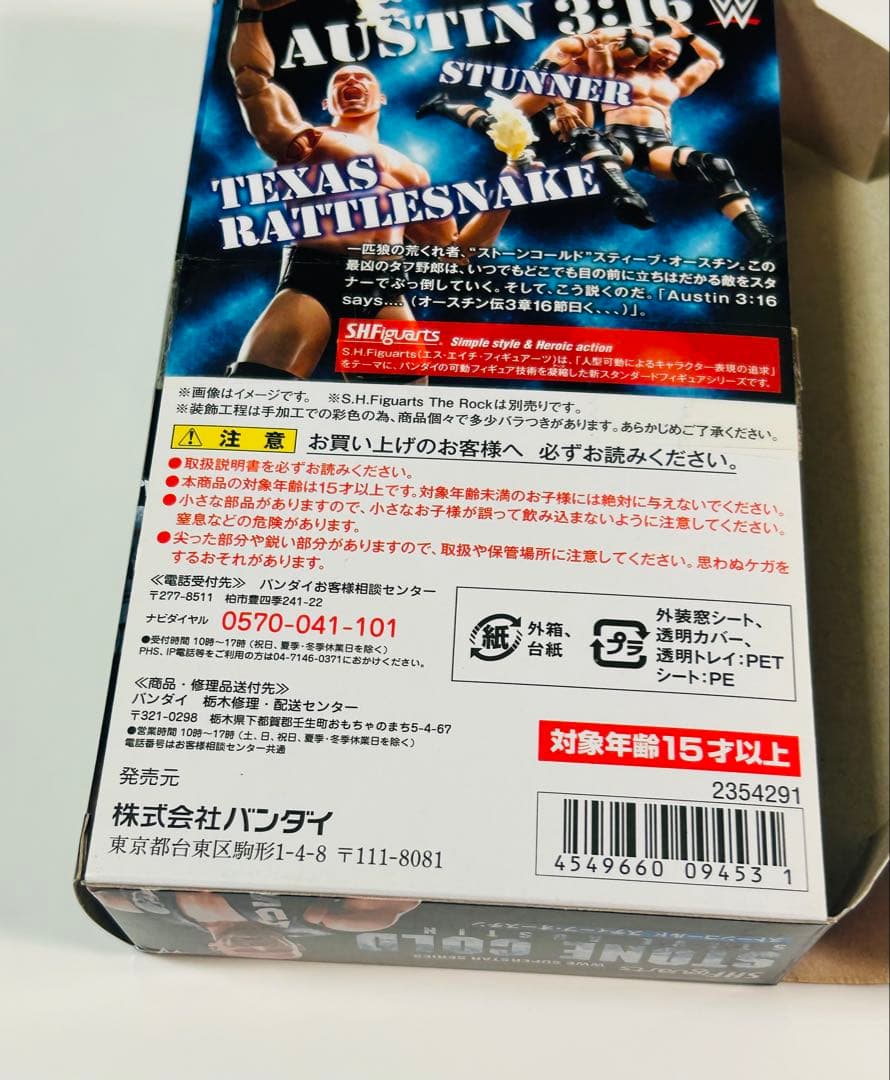 AUSTIN 3:16
W
STUNNER
TEXAS
RATTLESNAKE
一匹狼の荒くれ者、“ストーンコールド”スティーブ・オースチン。この
最凶のタフ野郎は、いつでもどこでも目の前に立ちはだかる敵をスタ
ナーでぶっ倒していく。そして、こう説くのだ。「Austin 3:16
says....(オースチン伝3章16節曰く、、、)」。
S.H.Figuarts Simple style & Heroic action
S.H.Figuarts(エス・エイチ・フィギュアーツ)は、「人型可動によるキャラクター表現の追求」
をテーマに、バンダイの可動フィギュア技術を凝縮した新スタンダードフィギュアシリーズです。
※画像はイメージです。 ※S.H.Figuarts The Rockは別売りです。
※装飾工程は手加工での彩色の為、商品個々で多少バラつきがあります。あらかじめご了承ください。
注意 お買い上げのお客様へ 必ずお読みください。
●取扱説明書を必ずお読みください。
●本商品の対象年齢は15才以上です。対象年齢未満のお子様には絶対に与えないでください。
●小さな部品がありますので、小さなお子様が誤って飲み込まないように注意してください。
窒息などの危険があります。
●尖った部分や鋭い部分がありますので、取扱や保管場所に注意してください。思わぬケガを
するおそれがあります。
≪電話受付先≫ バンダイお客様相談センター
〒277-8511 柏市豊四季241-22
ナビダイヤル 0570-041-101
●受付時間 10時～17時(祝日、夏季・冬季休業日を除く)
PHS、IP電話等をご利用の方は04-7146-0371におかけください。
紙 外箱、
台紙
プラ 外装窓シート、
透明カバー、
透明トレイ:PET
シート:PE
≪商品・修理品送付先≫
バンダイ 栃木修理・配送センター
〒321-0298 栃木県下都賀郡壬生町おもちゃのまち5-4-67
●営業時間 10時～17時(土、日、祝日、夏季・冬季休業日を除く)
電話番号はお客様相談センター共通
対象年齢15才以上
2354291
発売元
株式会社バンダイ
東京都台東区駒形1-4-8 〒111-8081
4549660 09453 1
S.H.Figuarts
WWE SUPERSTAR SERIES
STONE COLD